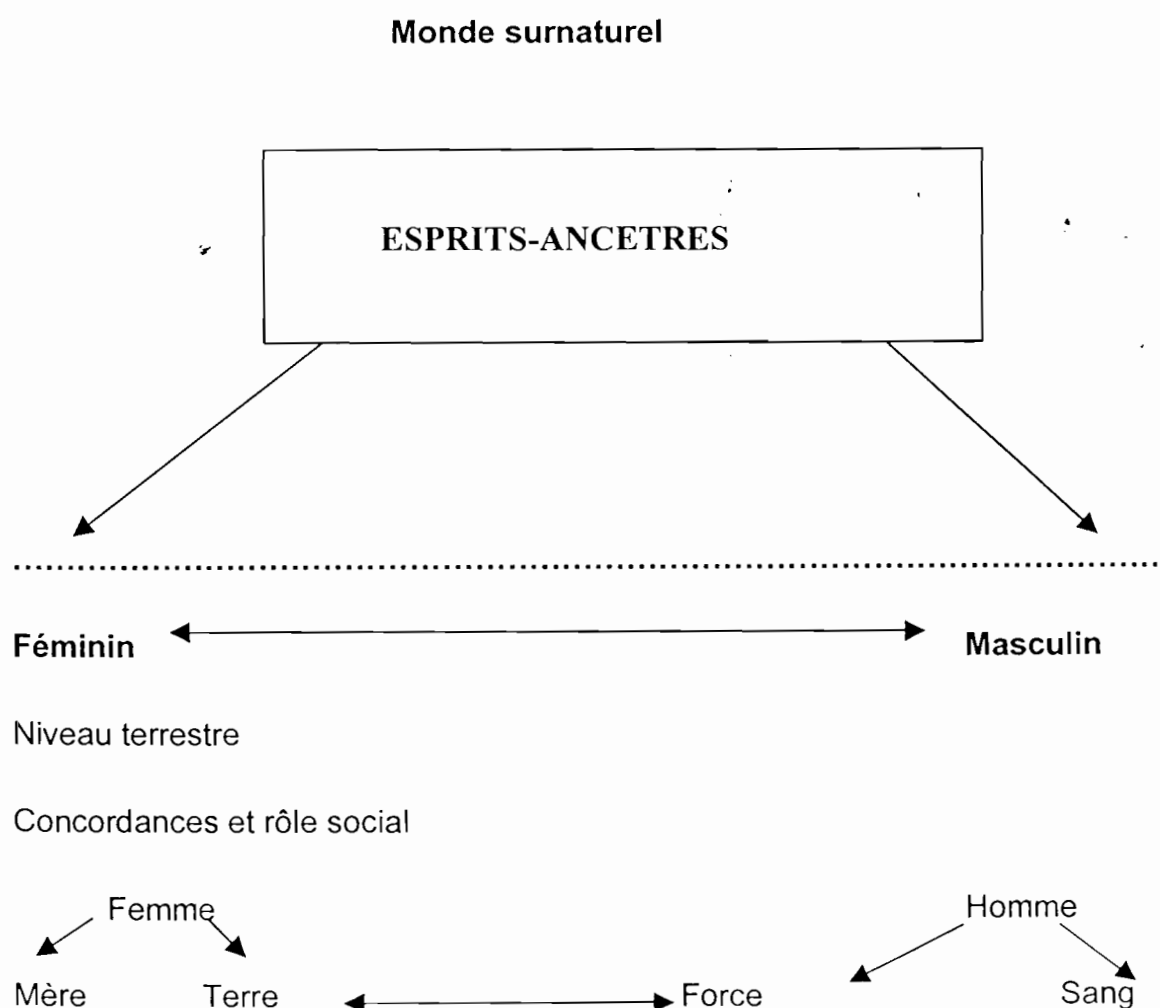 Monde surnaturel
ESPRITS-ANCETRES
Féminin Masculin
Niveau terrestre
Concordances et rôle social
Femme Homme
Mère Terre Force Sang